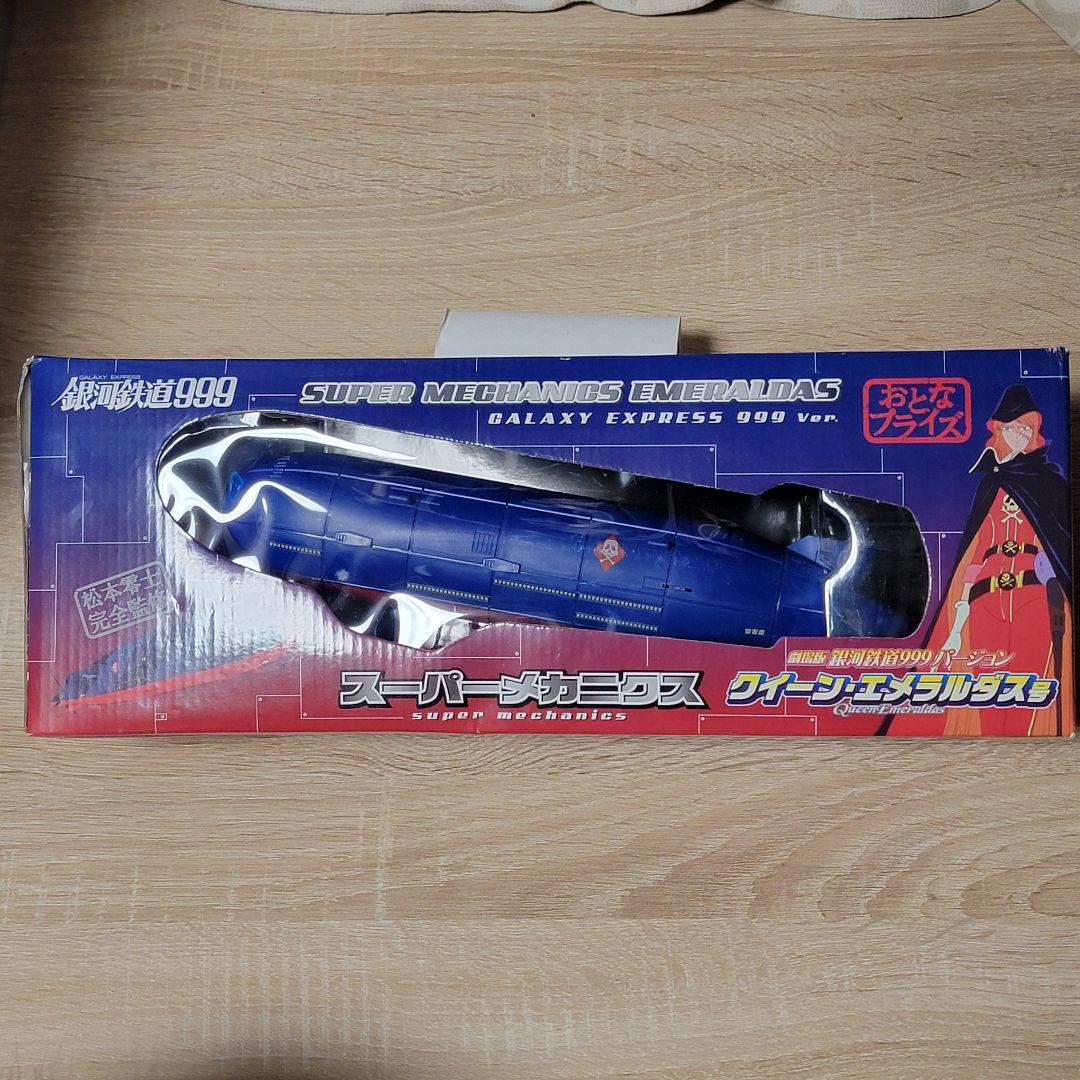 GALAXY EXPRESS
銀河鉄道999
SUPER MECHANICS EMERALDAS
GALAXY EXPRESS 999 Ver.
おとな
プライズ
松本零士
完全監修
劇場版 銀河鉄道999バージョン
スーパーメカニクス
super mechanics
クイーン・エメラルダス号
Queen Emeraldas